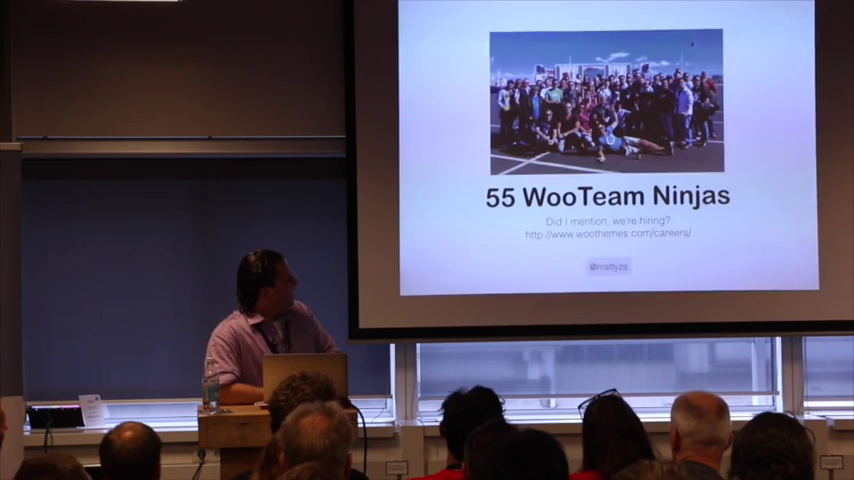 55 WooTeam Ninjas
Did I mention, we're hiring?
http://www.woothemes.com/careers/
@mattyza